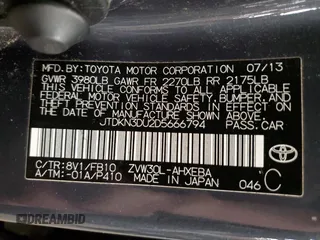 MFD. BY: TOYOTA MOTOR CORPORATION 07/13
GVWR 3980LB GAWR FR 2270LB RR 2175LB
THIS VEHICLE CONFORMS TO ALL APPLICABLE
FEDERAL MOTOR VEHICLE SAFETY, BUMPER AND
THEFT PREVENTION STANDARDS IN EFFECT ON
THE DATE OF MANUFACTURE SHOWN ABOVE.
JTDKN3DU2D5666794 PASS.CAR
C/TR:8V1/FB10 ZVW30L-AHXEBA
A/TM:-01A/P410 MADE IN JAPAN 046 C
TOYOTA
©REDAMBID